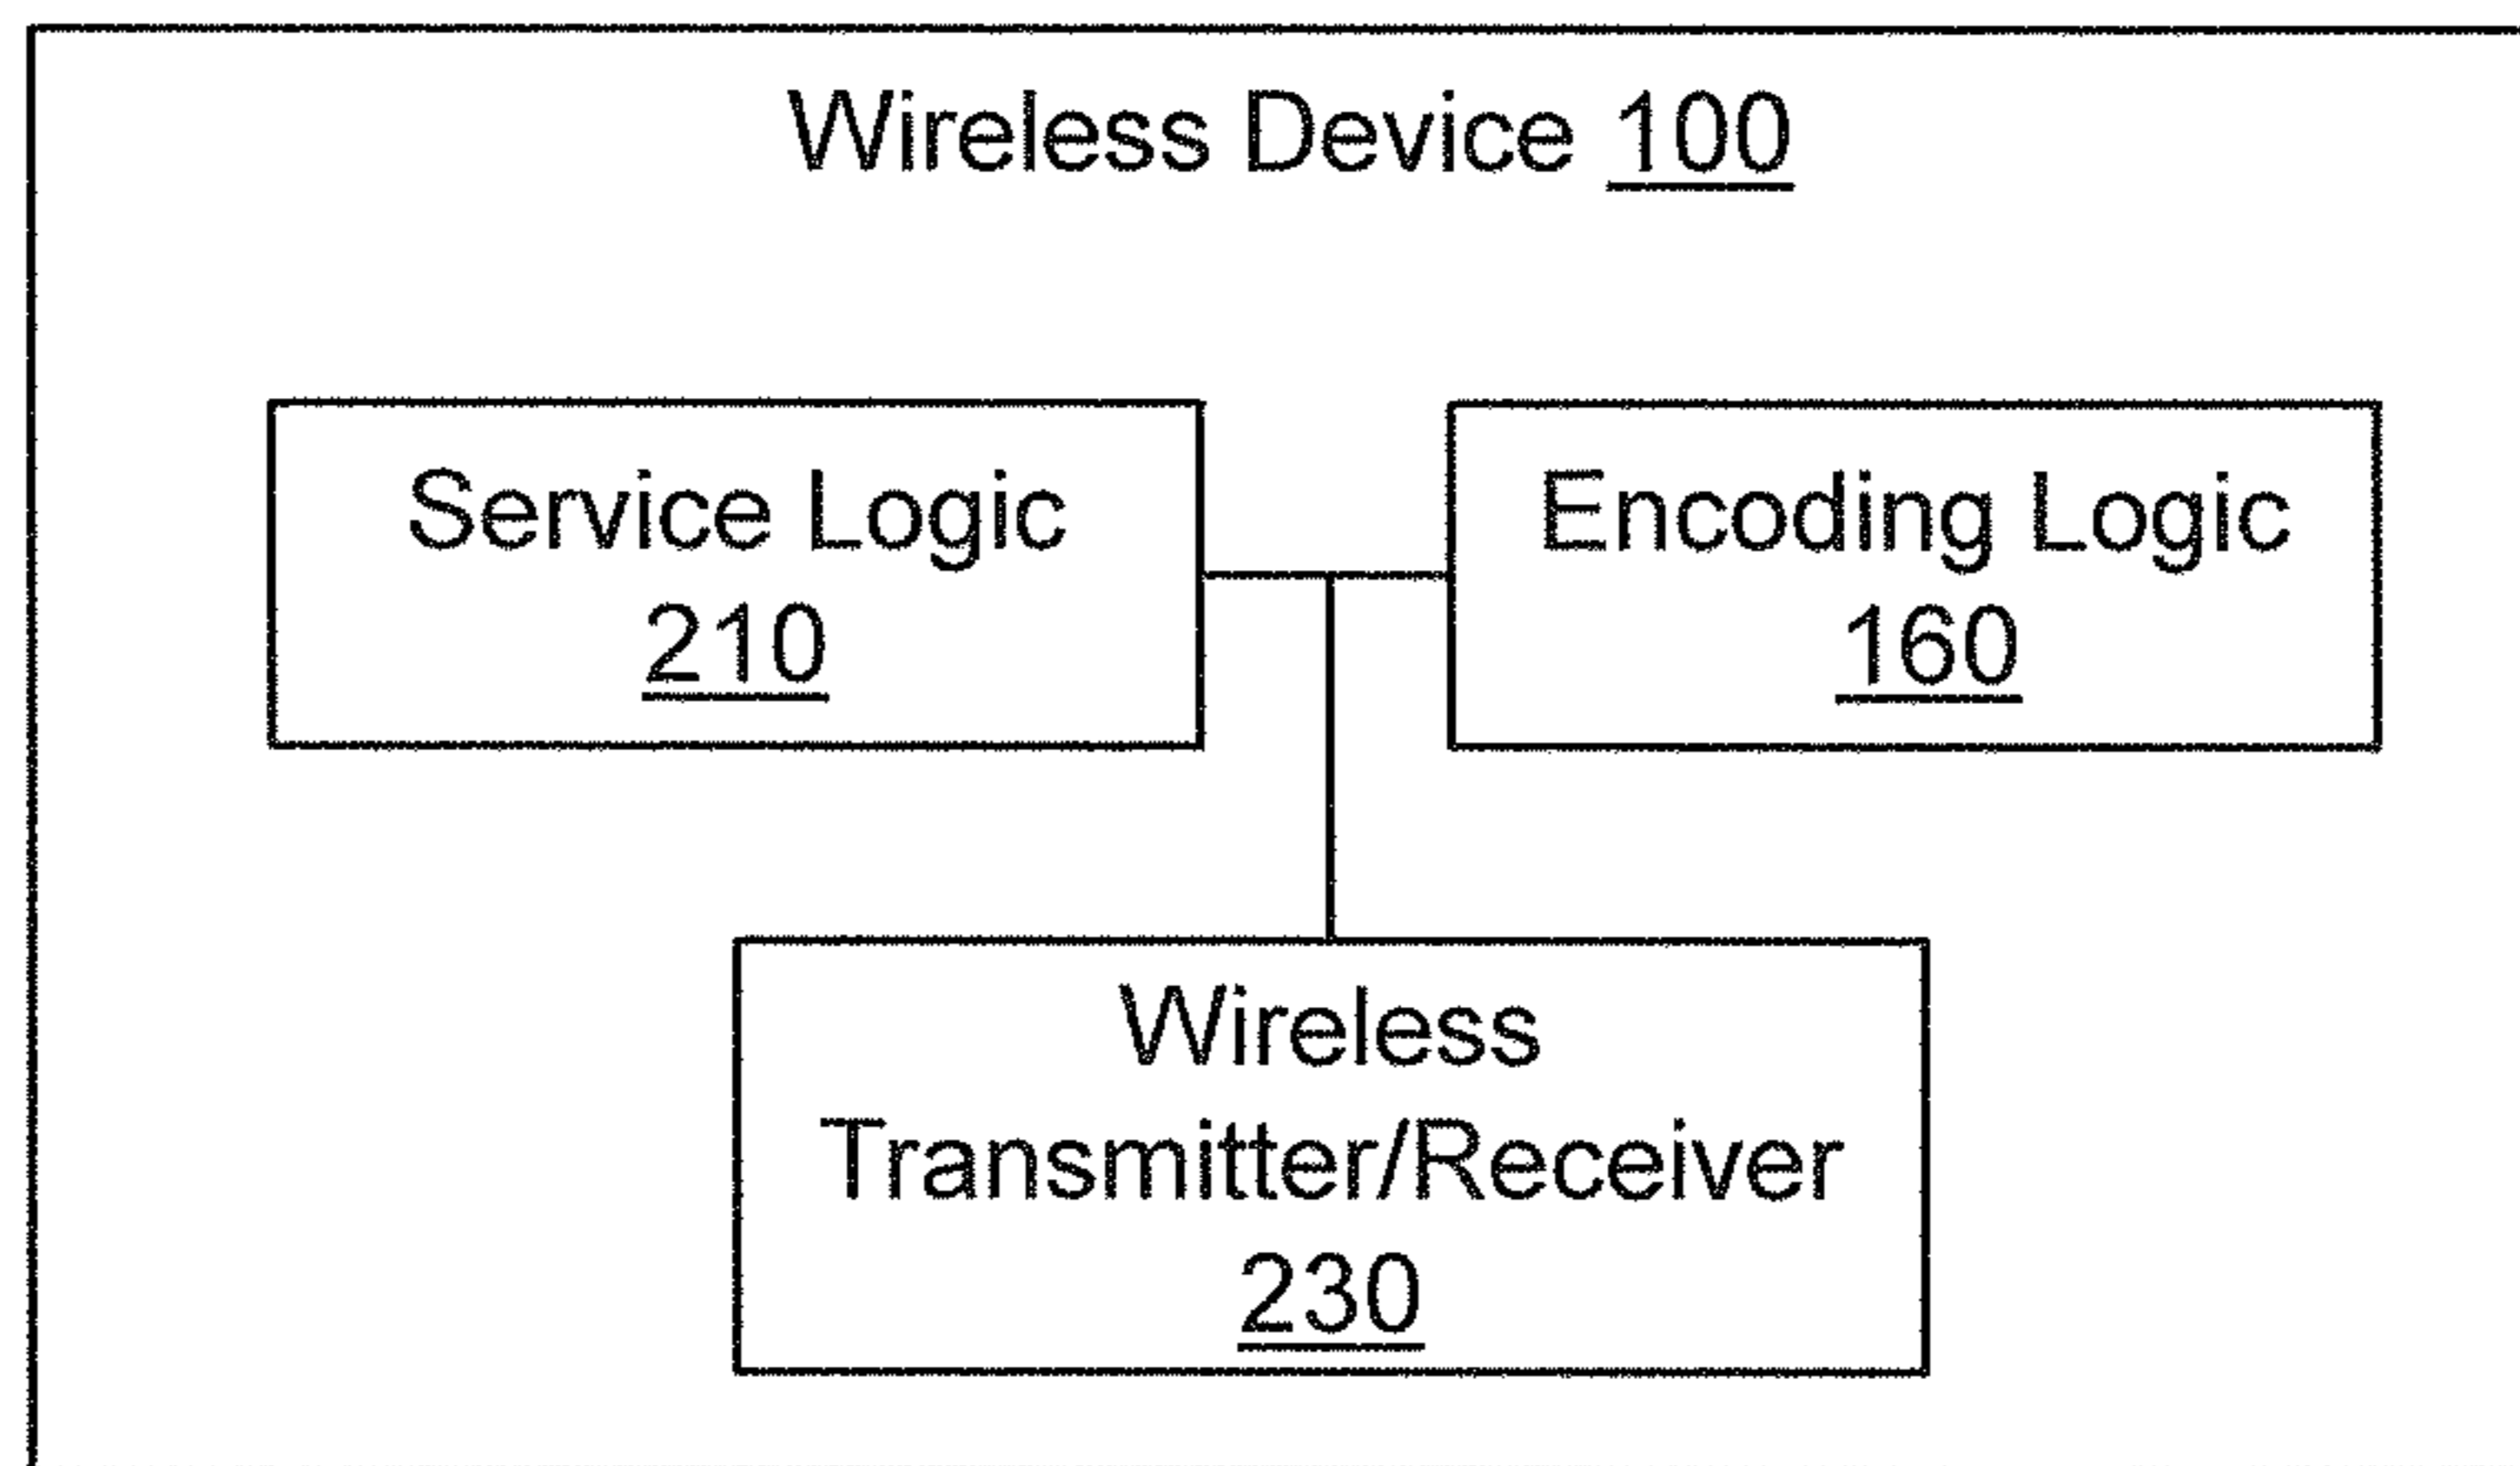 Wireless Device 100
Service Logic
210
Encoding Logic
160
Wireless
Transmitter/Receiver
230